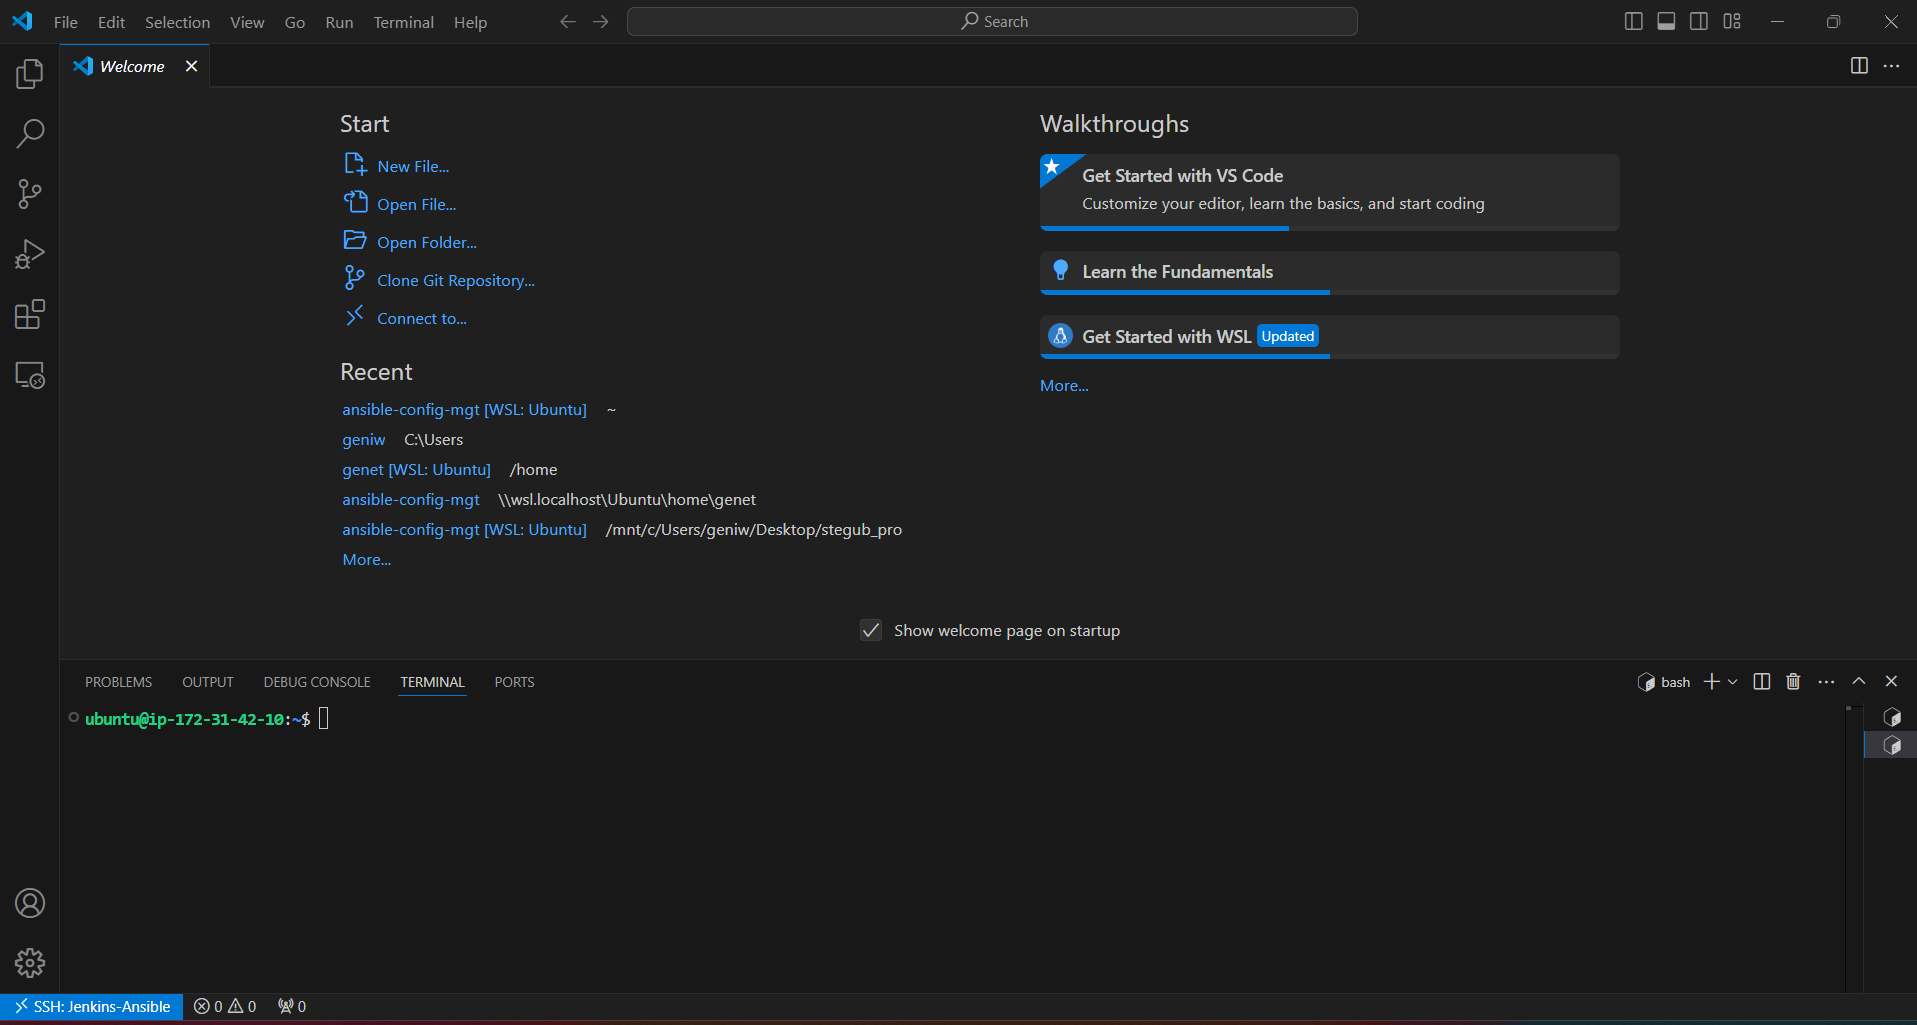 File Edit Selection View Go Run Terminal Help Search
Welcome
Start
New File...
Open File...
Open Folder...
Clone Git Repository...
Connect to...
Recent
ansible-config-mgt [WSL: Ubuntu] ~
geniw C:\Users
genet [WSL: Ubuntu] /home
ansible-config-mgt \\wsl.localhost\Ubuntu\home\genet
ansible-config-mgt [WSL: Ubuntu] /mnt/c/Users/geniw/Desktop/stegub_pro
More...
Walkthroughs
Get Started with VS Code
Customize your editor, learn the basics, and start coding
Learn the Fundamentals
Get Started with WSL Updated
More...
Show welcome page on startup
PROBLEMS OUTPUT DEBUG CONSOLE TERMINAL PORTS bash
ubuntu@ip-172-31-42-10:~$
SSH: Jenkins-Ansible 0 0 0